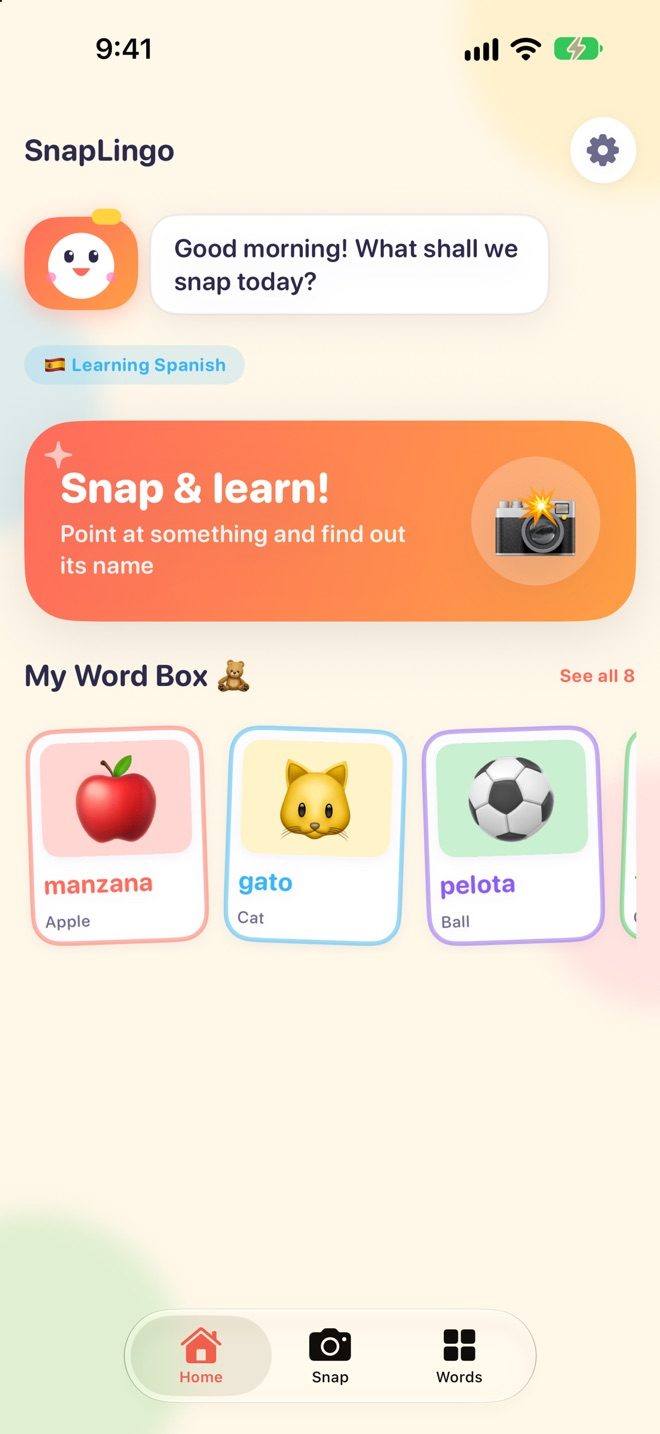 9:41
SnapLingo
Good morning! What shall we
snap today?
Learning Spanish
Snap & learn!
Point at something and find out
its name
My Word Box
See all 8
manzana
Apple
gato
Cat
pelota
Ball
Home
Snap
Words